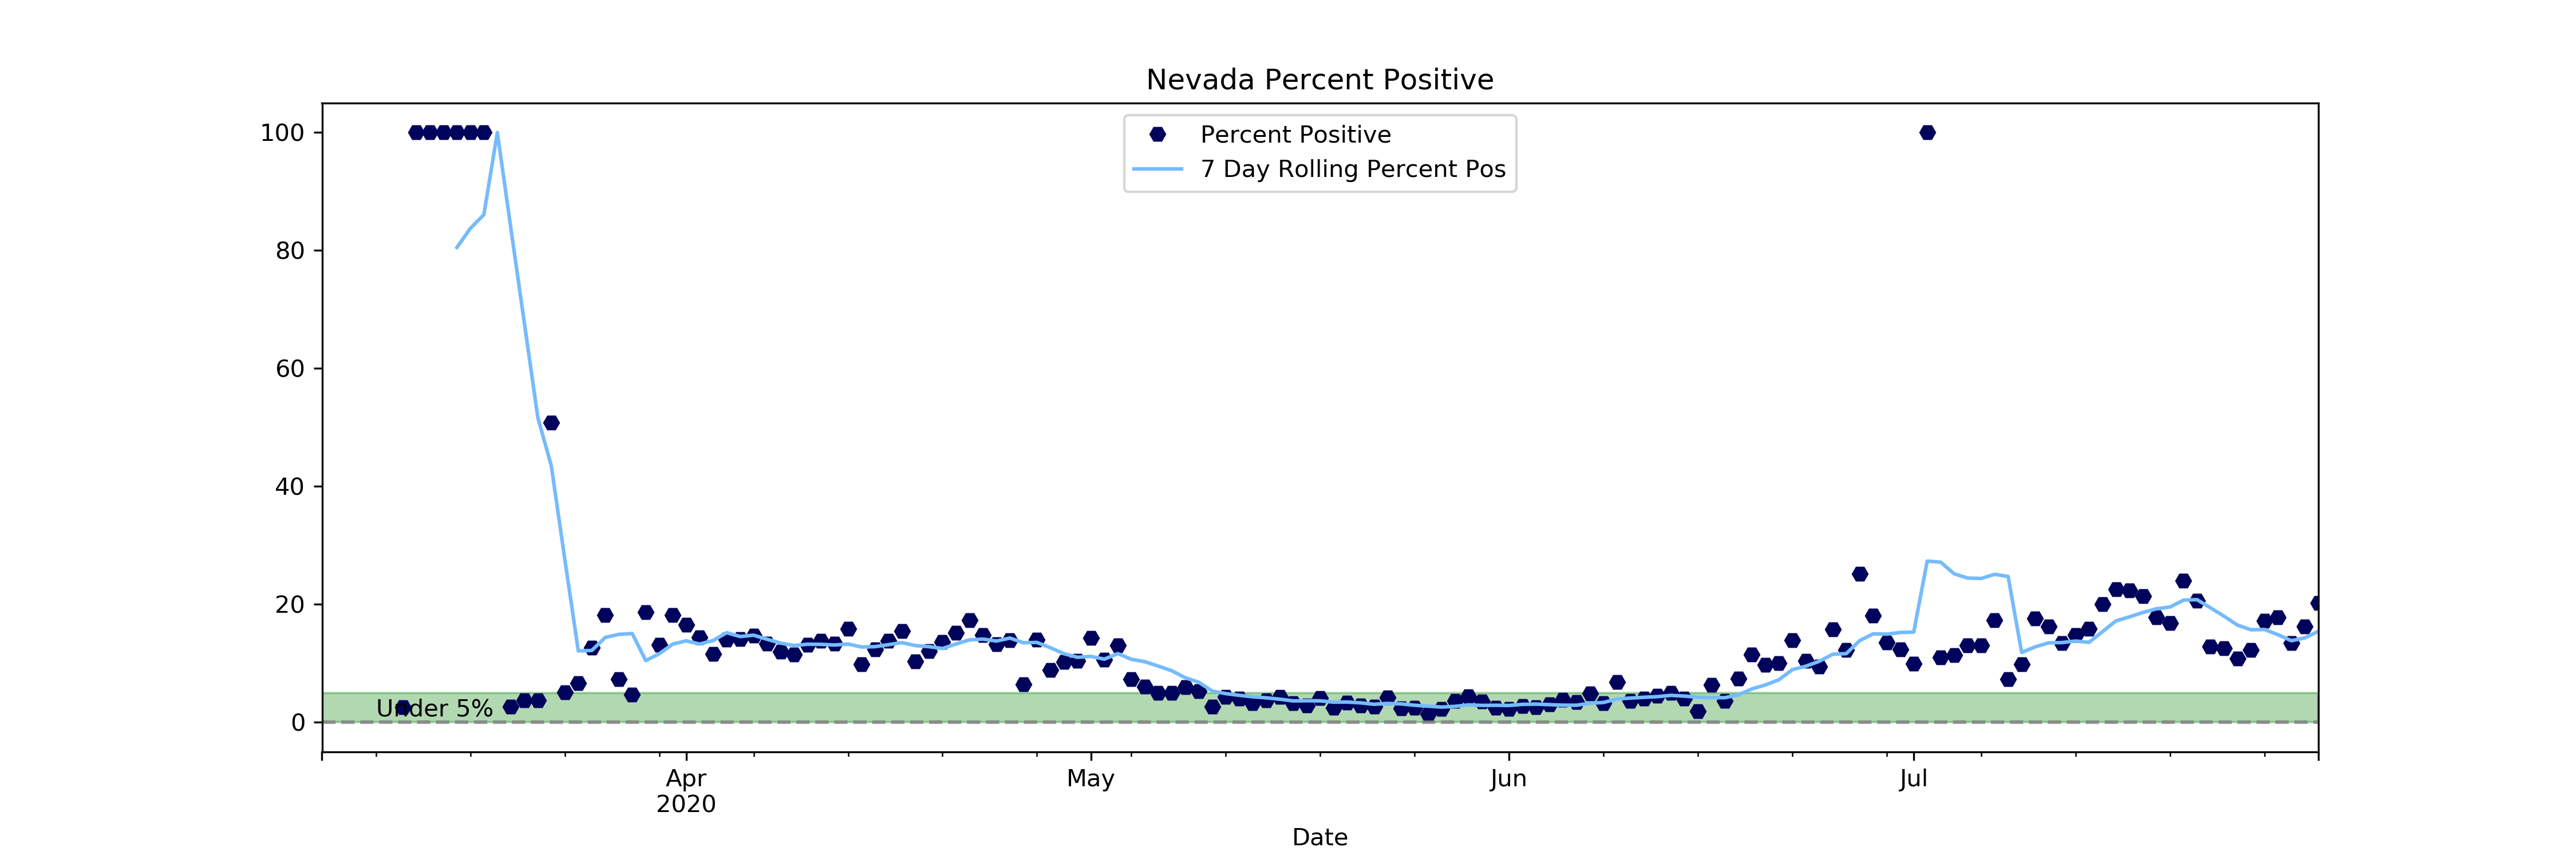 Nevada Percent Positive
Percent Positive
7 Day Rolling Percent Pos
100
80
60
40
20
0
Under 5%
Apr
2020
May
Jun
Jul
Date